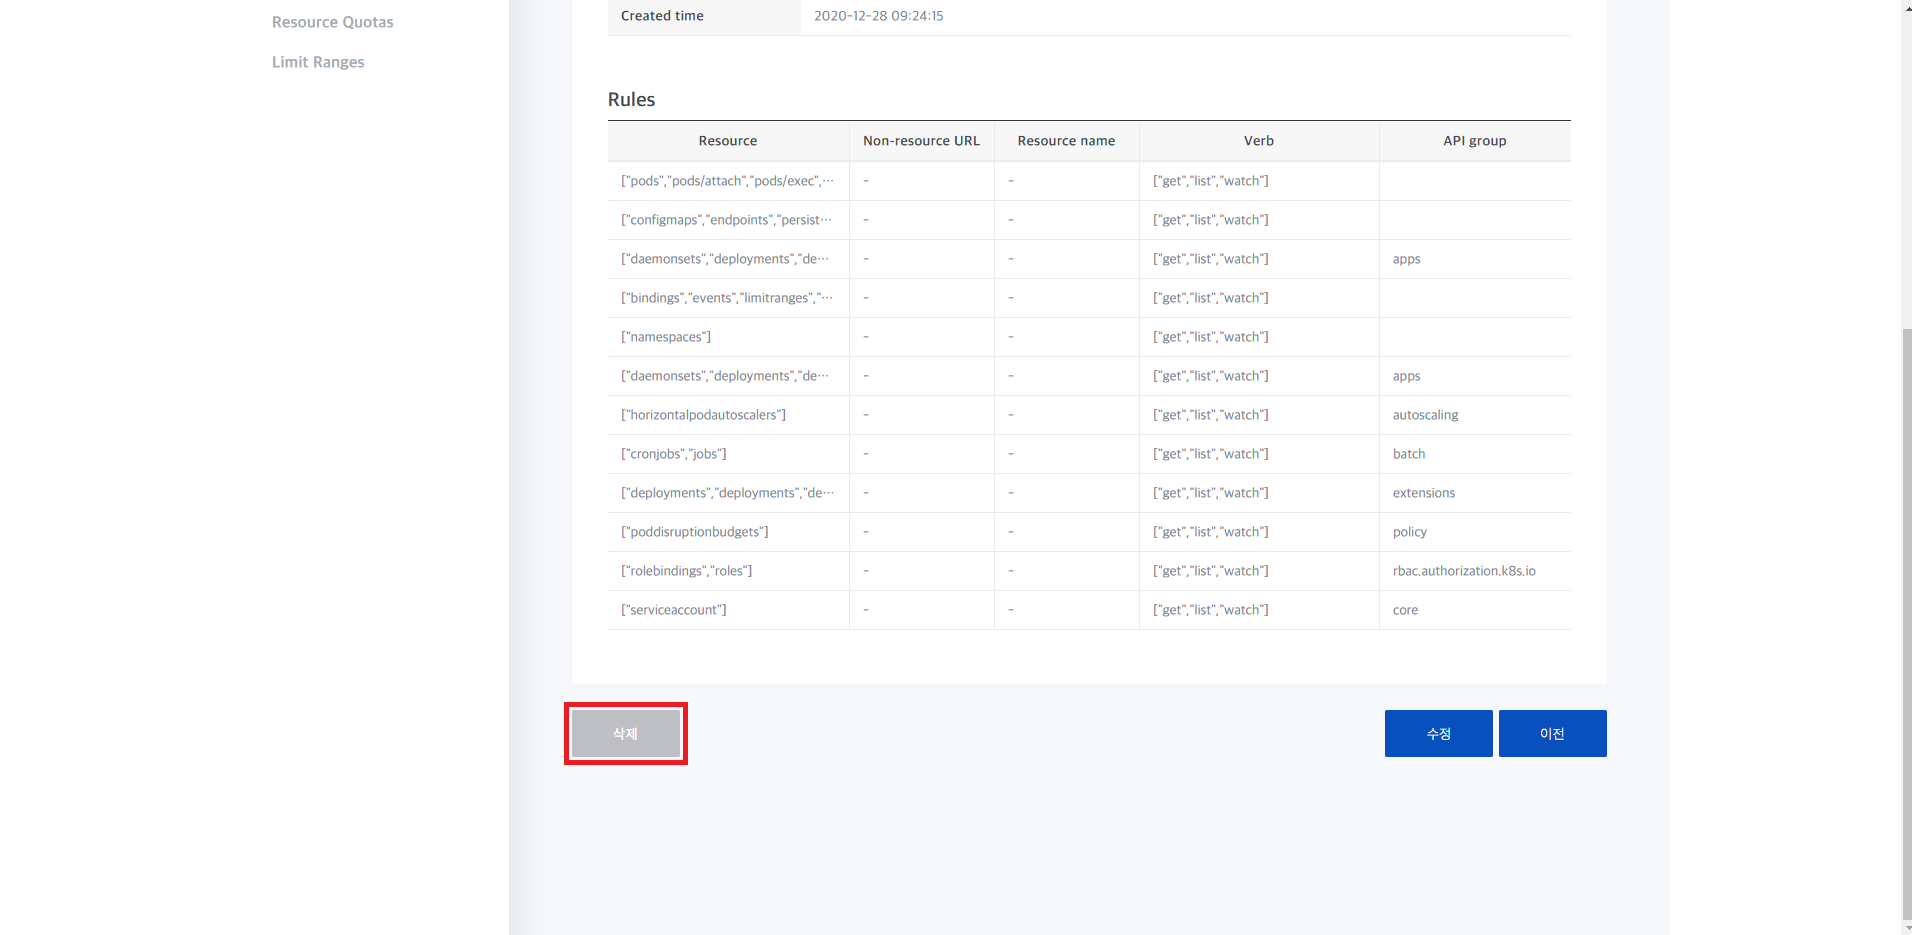 Resource Quotas
Limit Ranges
Created time 2020-12-28 09:24:15
Rules
Resource Non-resource URL Resource name Verb API group
["pods","pods/attach","pods/exec",··· - - ["get","list","watch"]
["configmaps","endpoints","persist··· - - ["get","list","watch"]
["daemonsets","deployments","de··· - - ["get","list","watch"] apps
["bindings","events","limitranges","··· - - ["get","list","watch"]
["namespaces"] - - ["get","list","watch"]
["daemonsets","deployments","de··· - - ["get","list","watch"] apps
["horizontalpodautoscalers"] - - ["get","list","watch"] autoscaling
["cronjobs","jobs"] - - ["get","list","watch"] batch
["deployments","deployments","de··· - - ["get","list","watch"] extensions
["poddisruptionbudgets"] - - ["get","list","watch"] policy
["rolebindings","roles"] - - ["get","list","watch"] rbac.authorization.k8s.io
["serviceaccount"] - - ["get","list","watch"] core
삭제 수정 이전